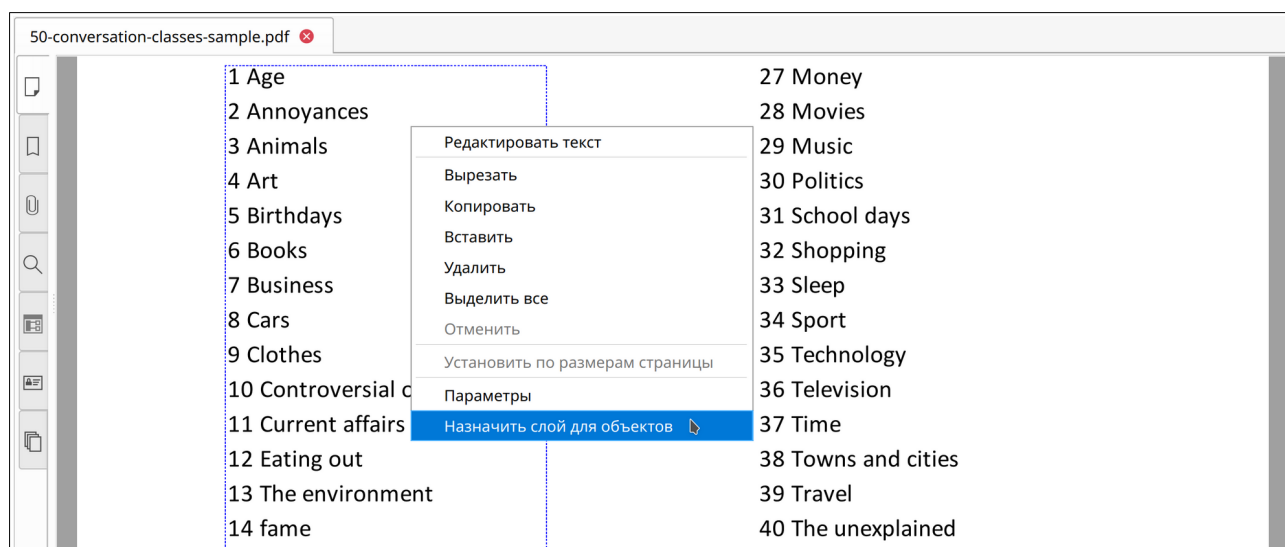 50-conversation-classes-sample.pdf
1 Age
2 Annoyances
3 Animals
4 Art
5 Birthdays
6 Books
7 Business
8 Cars
9 Clothes
10 Controversial
11 Current affairs
12 Eating out
13 The environment
14 fame
Редактировать текст
Вырезать
Копировать
Вставить
Удалить
Выделить все
Отменить
Установить по размерам страницы
Параметры
Назначить слой для объектов
27 Money
28 Movies
29 Music
30 Politics
31 School days
32 Shopping
33 Sleep
34 Sport
35 Technology
36 Television
37 Time
38 Towns and cities
39 Travel
40 The unexplained